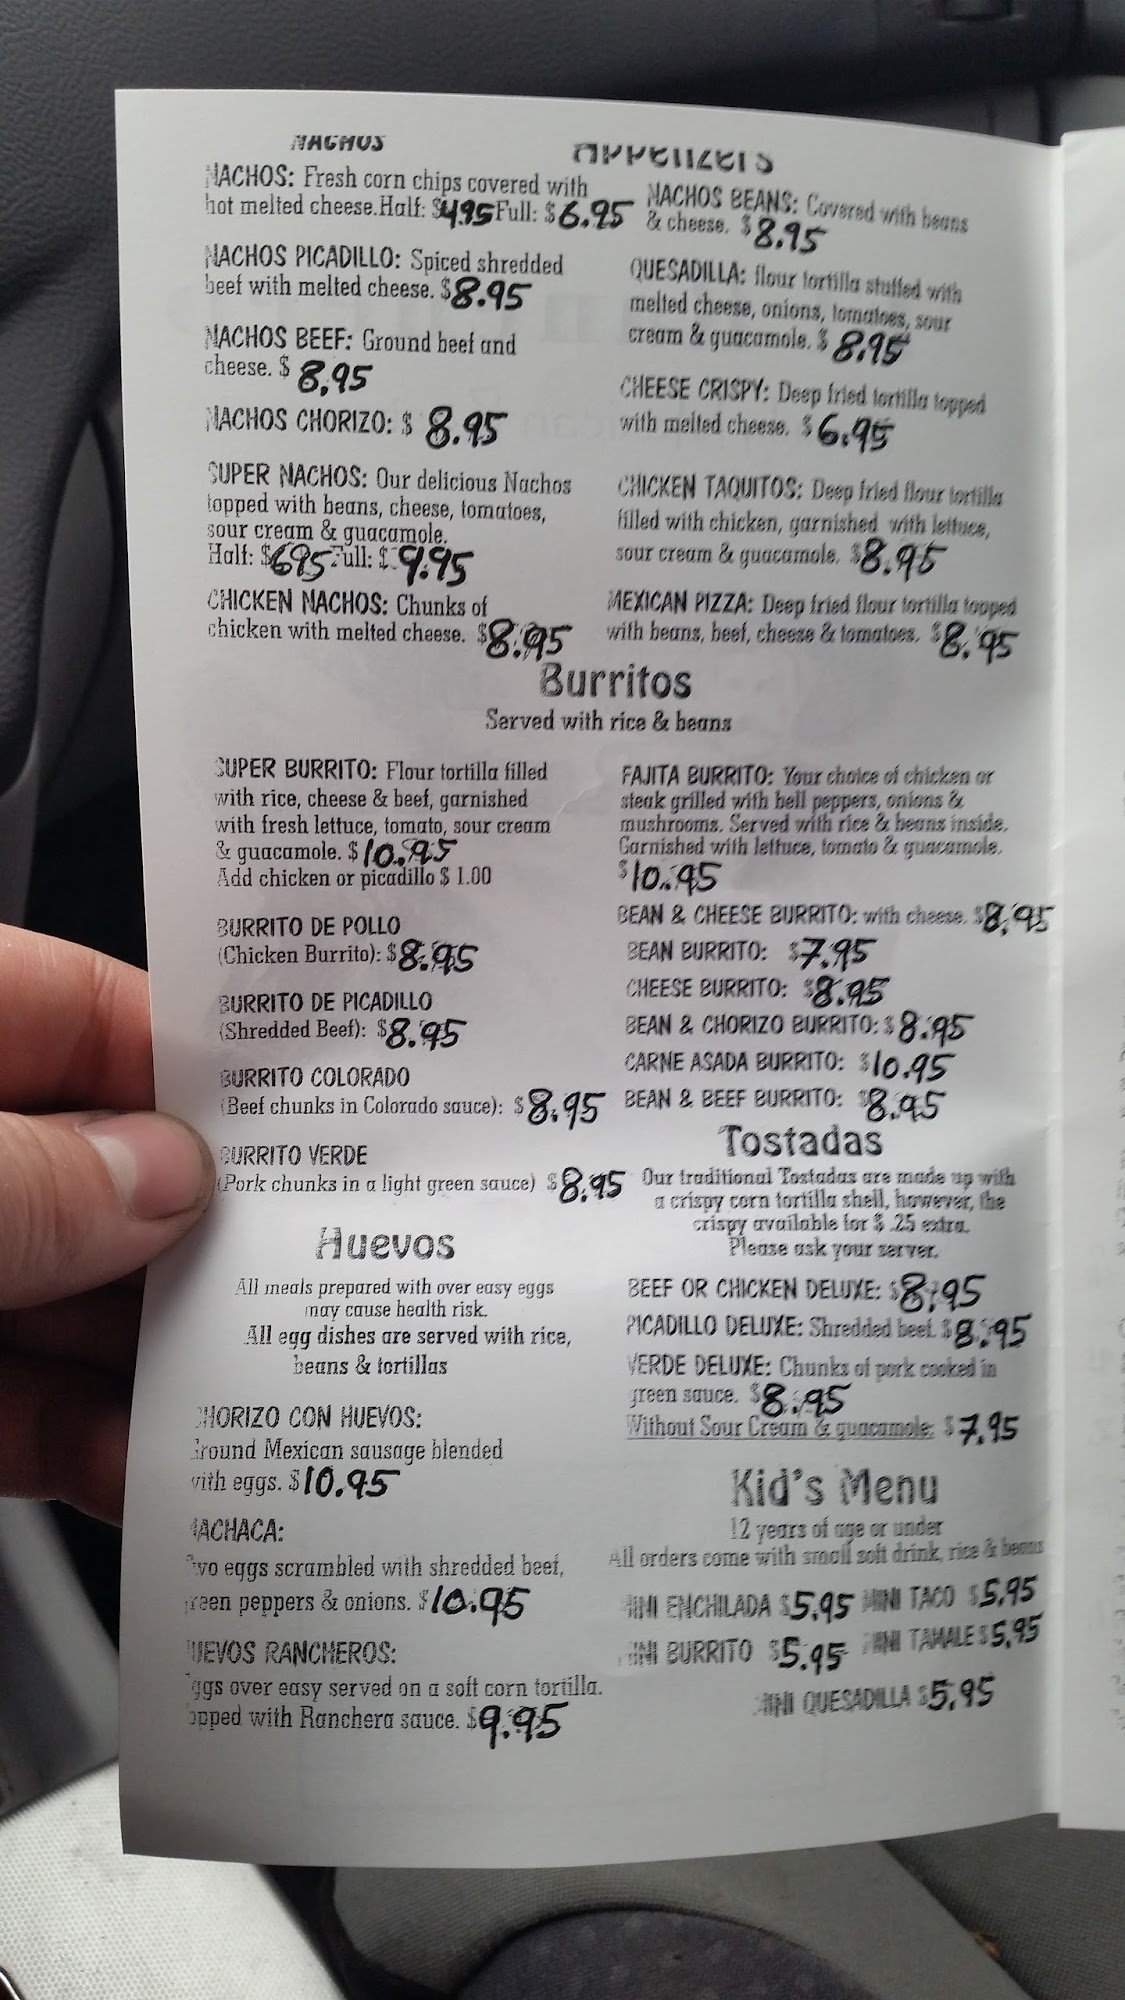 NACHOS
Appetizers
NACHOS: Fresh corn chips covered with
hot melted cheese.Half: $4.95 Full: $6.95
NACHOS PICADILLO: Spiced shredded
beef with melted cheese. $8.95
NACHOS BEEF: Ground beef and
cheese. $8.95
NACHOS CHORIZO: $8.95
SUPER NACHOS: Our delicious Nachos
topped with beans, cheese, tomatoes,
sour cream & guacamole.
Half: $6.95 Full: $9.95
CHICKEN NACHOS: Chunks of
chicken with melted cheese. $8.95
NACHOS BEANS: Covered with beans
& cheese. $8.95
QUESADILLA: flour tortilla stuffed with
melted cheese, onions, tomatoes, sour
cream & guacamole. $8.95
CHEESE CRISPY: Deep fried tortilla topped
with melted cheese. $6.95
CHICKEN TAQUITOS: Deep fried flour tortilla
filled with chicken, garnished with lettuce,
sour cream & guacamole. $8.95
MEXICAN PIZZA: Deep fried flour tortilla topped
with beans, beef, cheese & tomatoes. $8.95
Burritos
Served with rice & beans
SUPER BURRITO: Flour tortilla filled
with rice, cheese & beef, garnished
with fresh lettuce, tomato, sour cream
& guacamole. $10.95
Add chicken or picadillo $ 1.00
BURRITO DE POLLO
(Chicken Burrito): $8.95
BURRITO DE PICADILLO
(Shredded Beef): $8.95
BURRITO COLORADO
(Beef chunks in Colorado sauce): $8.95
BURRITO VERDE
(Pork chunks in a light green sauce) $8.95
FAJITA BURRITO: Your choice of chicken or
steak grilled with bell peppers, onions &
mushrooms. Served with rice & beans inside.
Garnished with lettuce, tomato & guacamole.
$10.95
BEAN & CHEESE BURRITO: with cheese. $8.95
BEAN BURRITO: $7.95
CHEESE BURRITO: $8.95
BEAN & CHORIZO BURRITO: $8.95
CARNE ASADA BURRITO: $10.95
BEAN & BEEF BURRITO: $8.95
Huevos
All meals prepared with over easy eggs
may cause health risk.
All egg dishes are served with rice,
beans & tortillas
CHORIZO CON HUEVOS:
Ground Mexican sausage blended
with eggs. $10.95
MACHACA:
Two eggs scrambled with shredded beef,
green peppers & onions. $10.95
HUEVOS RANCHEROS:
Eggs over easy served on a soft corn tortilla.
Topped with Ranchera sauce. $9.95
Tostadas
Our traditional Tostadas are made up with
a crispy corn tortilla shell, however, the
crispy available for $ .25 extra.
Please ask your server.
BEEF OR CHICKEN DELUXE: $8.95
PICADILLO DELUXE: Shredded beef. $8.95
VERDE DELUXE: Chunks of pork cooked in
green sauce. $8.95
Without Sour Cream & guacamole: $7.95
Kid's Menu
12 years of age or under
All orders come with small soft drink, rice & beans
MINI ENCHILADA $5.95 MINI TACO $5.95
MINI BURRITO $5.95 MINI TAMALE $5.95
MINI QUESADILLA $5.95